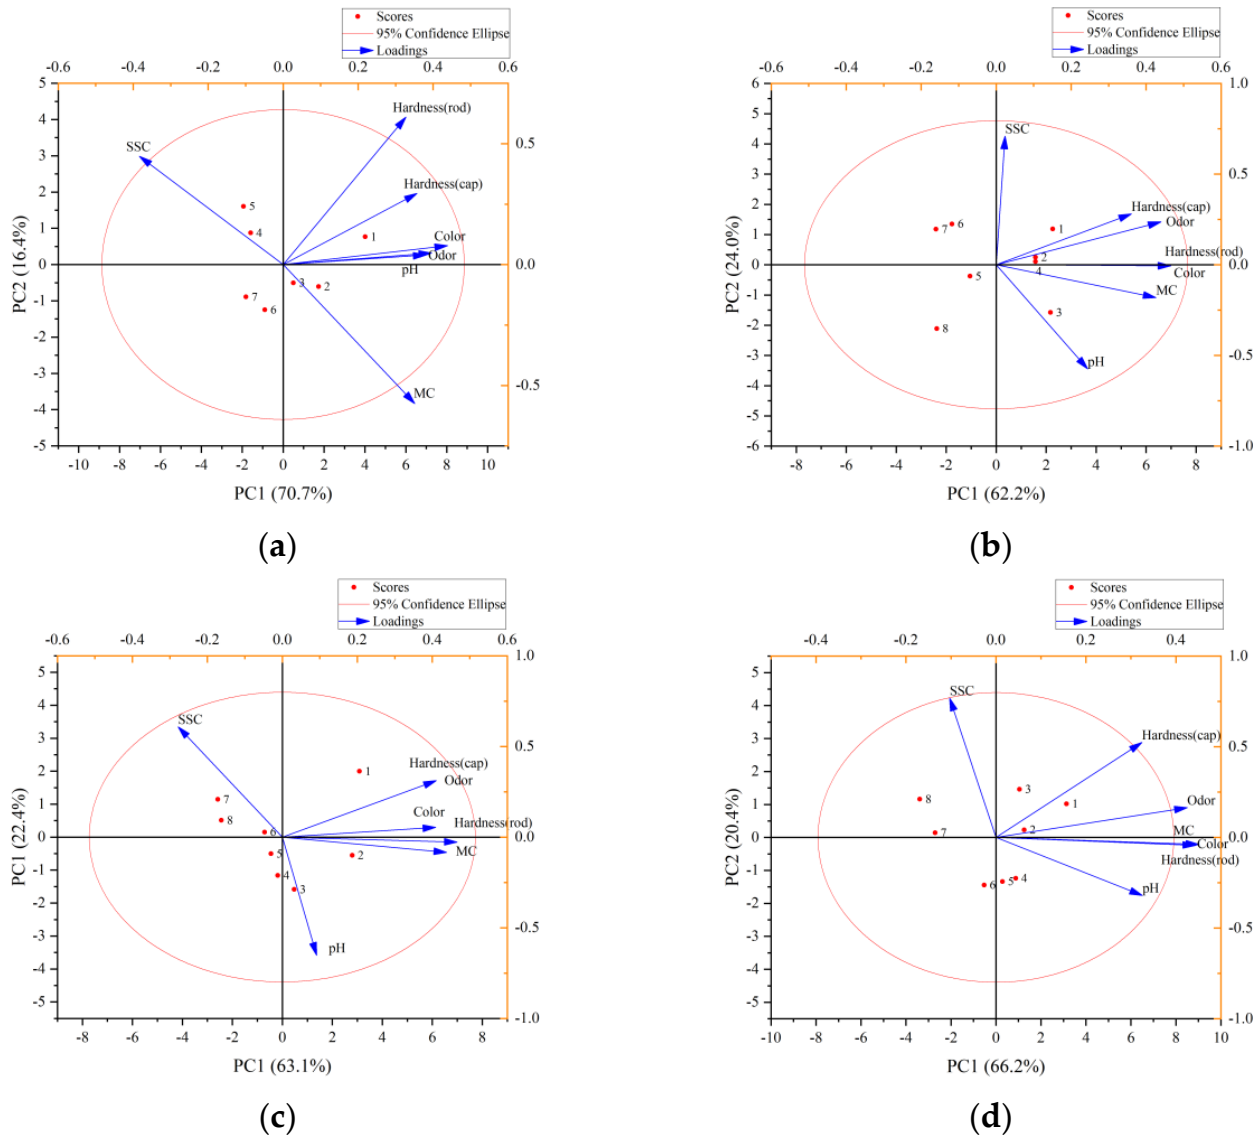 Scores
95% Confidence Ellipse
Loadings
-0.6 -0.4 -0.2 0.0 0.2 0.4 0.6
5
4
3
2
1
0
-1
-2
-3
-4
-5
PC2 (16.4%)
Hardness(rod)
SSC
Hardness(cap)
5
4
1
Color
Odor
pH
3
2
7
6
MC
0.5
0.0
-0.5
-10 -8 -6 -4 -2 0 2 4 6 8 10
PC1 (70.7%)
(a)
Scores
95% Confidence Ellipse
Loadings
-0.6 -0.4 -0.2 0.0 0.2 0.4 0.6
6
5
4
3
2
1
0
-1
-2
-3
-4
-5
-6
PC2 (24.0%)
SSC
Hardness(cap)
Odor
6
7
1
Hardness(rod)
2
4
Color
5
MC
3
8
pH
1.0
0.5
0.0
-0.5
-1.0
-8 -6 -4 -2 0 2 4 6 8
PC1 (62.2%)
(b)
Scores
95% Confidence Ellipse
Loadings
-0.6 -0.4 -0.2 0.0 0.2 0.4 0.6
5
4
3
2
1
0
-1
-2
-3
-4
-5
PC2 (22.4%)
SSC
1
Hardness(cap)
Odor
7
8
Color
Hardness(rod)
6
MC
5
2
4
3
pH
1.0
0.5
0.0
-0.5
-1.0
-8 -6 -4 -2 0 2 4 6 8
PC1 (63.1%)
(c)
Scores
95% Confidence Ellipse
Loadings
-0.4 -0.2 0.0 0.2 0.4
5
4
3
2
1
0
-1
-2
-3
-4
-5
PC2 (20.4%)
SSC
Hardness(cap)
3
8
1
Odor
2
7
MC
Color
Hardness(rod)
4
5
6
pH
1.0
0.5
0.0
-0.5
-1.0
-10 -8 -6 -4 -2 0 2 4 6 8 10
PC1 (66.2%)
(d)